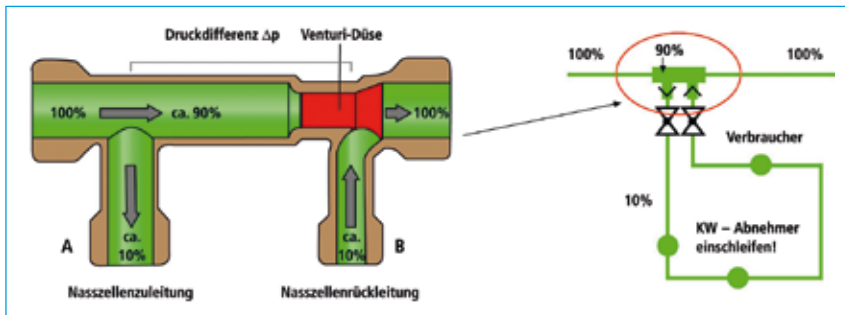 Druckdifferenz Δp
Venturi-Düse
100%
ca. 90%
100%
ca.
10%
A
ca.
10%
B
Nasszellenzuleitung
Nasszellenrückleitung
100%
90%
100%
Verbraucher
10%
KW – Abnehmer
einschleifen!